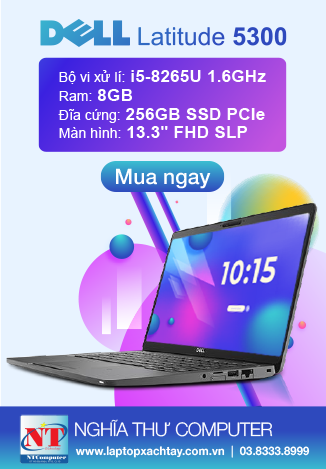 DELL Latitude 5300
Bộ vi xử lí: i5-8265U 1.6GHz
Ram: 8GB
Đĩa cứng: 256GB SSD PCIe
Màn hình: 13.3" FHD SLP
Mua ngay
10:15
DELL
NT
NTComputer
NGHĨA THƯ COMPUTER
www.laptopxachtay.com.vn | 03.8333.8999